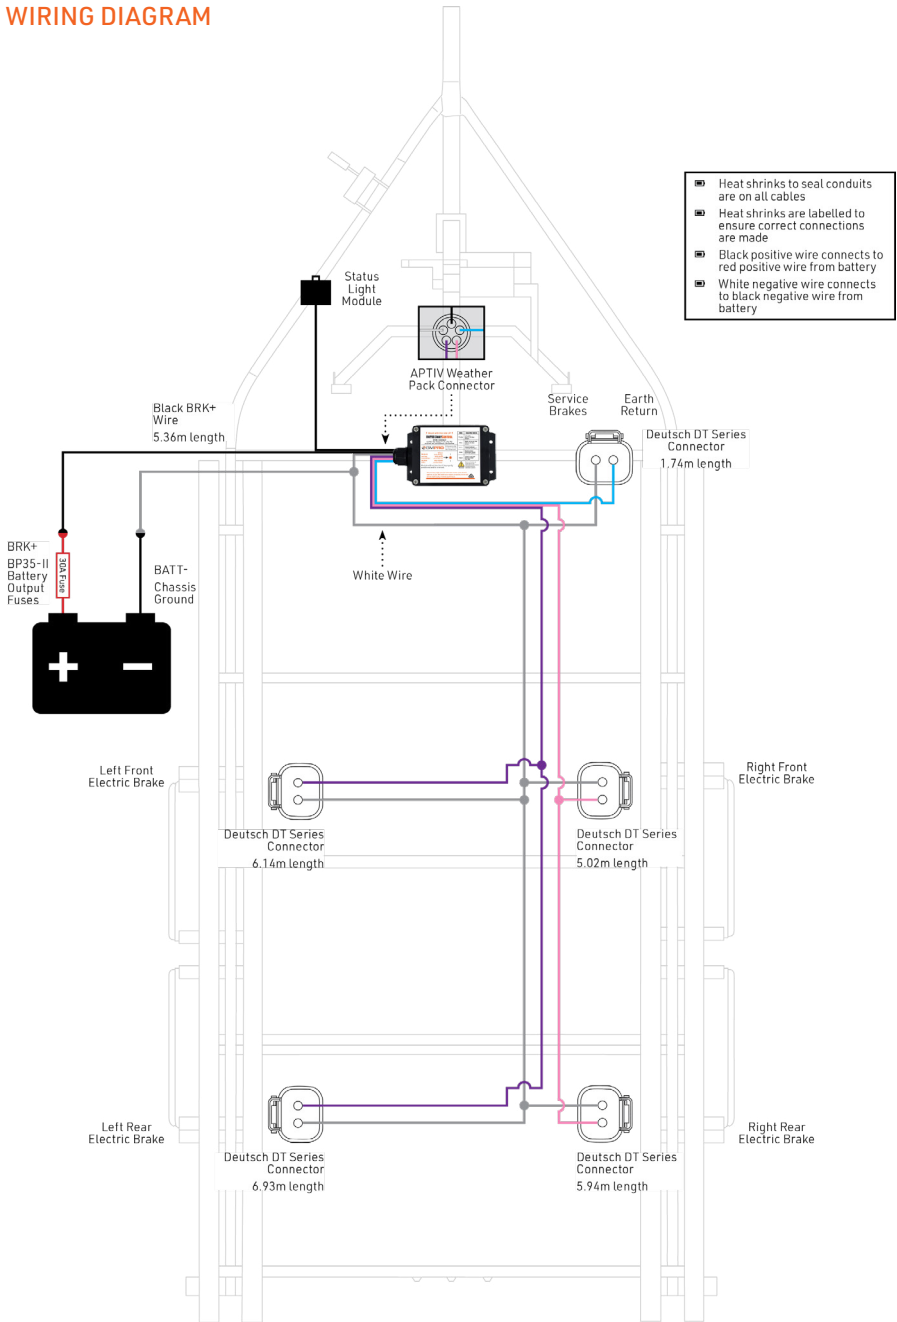 WIRING DIAGRAM
Heat shrinks to seal conduits
are on all cables
Heat shrinks are labelled to
ensure correct connections
are made
Black positive wire connects to
red positive wire from battery
White negative wire connects
to black negative wire from
battery
Status
Light
Module
APTIV Weather
Pack Connector
Service
Brakes
Earth
Return
Black BRK+
Wire
5.36m length
Deutsch DT Series
Connector
1.74m length
BRK+
BP35-II
Battery
Output
Fuses
30A Fuse
BATT-
Chassis
Ground
White Wire
+
−
Left Front
Electric Brake
Right Front
Electric Brake
Deutsch DT Series
Connector
6.14m length
Deutsch DT Series
Connector
5.02m length
Left Rear
Electric Brake
Right Rear
Electric Brake
Deutsch DT Series
Connector
6.93m length
Deutsch DT Series
Connector
5.94m length